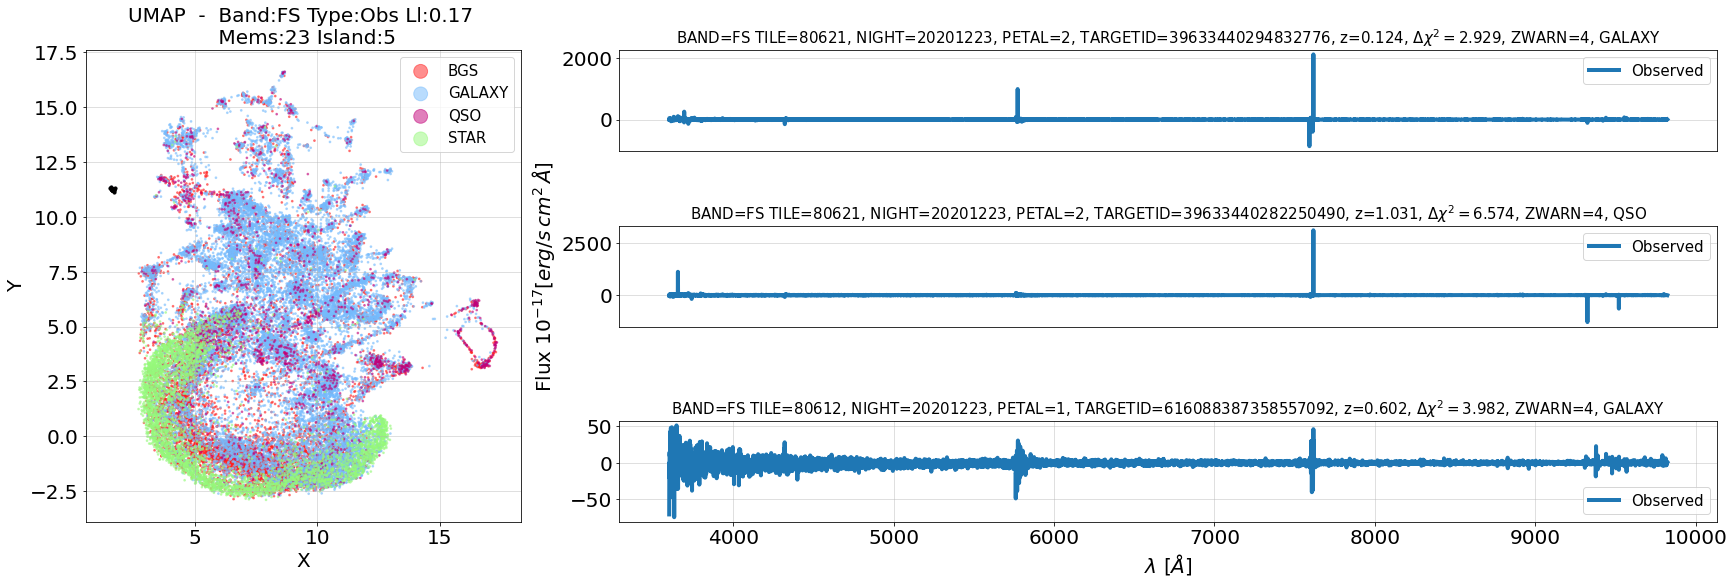 UMAP - Band:FS Type:Obs Ll:0.17
Mems:23 Island:5
17.5
15.0
12.5
10.0
7.5
5.0
2.5
0.0
−2.5
Y
5
10
15
X
BGS
GALAXY
QSO
STAR
BAND=FS TILE=80621, NIGHT=20201223, PETAL=2, TARGETID=39633440294832776, z=0.124, Δχ² = 2.929, ZWARN=4, GALAXY
2000
0
Observed
BAND=FS TILE=80621, NIGHT=20201223, PETAL=2, TARGETID=39633440282250490, z=1.031, Δχ² = 6.574, ZWARN=4, QSO
2500
0
Observed
Flux 10⁻¹⁷[erg/s cm² Å]
BAND=FS TILE=80612, NIGHT=20201223, PETAL=1, TARGETID=616088387358557092, z=0.602, Δχ² = 3.982, ZWARN=4, GALAXY
50
0
−50
Observed
4000
5000
6000
7000
8000
9000
10000
λ [Å]